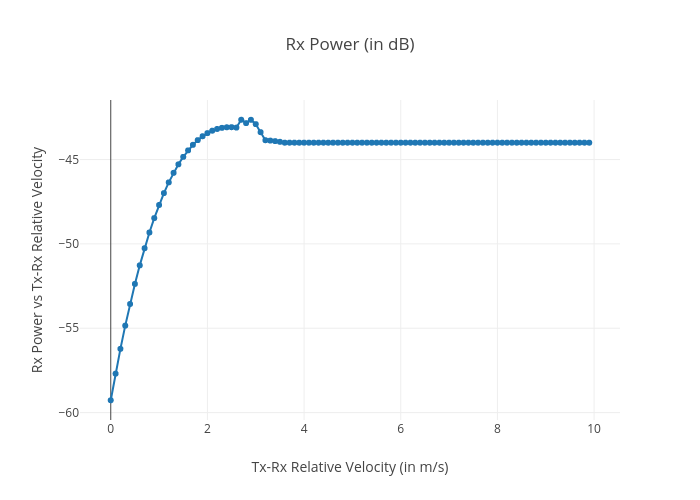 Rx Power (in dB)
Rx Power vs Tx-Rx Relative Velocity
−45
−50
−55
−60
0 2 4 6 8 10
Tx-Rx Relative Velocity (in m/s)